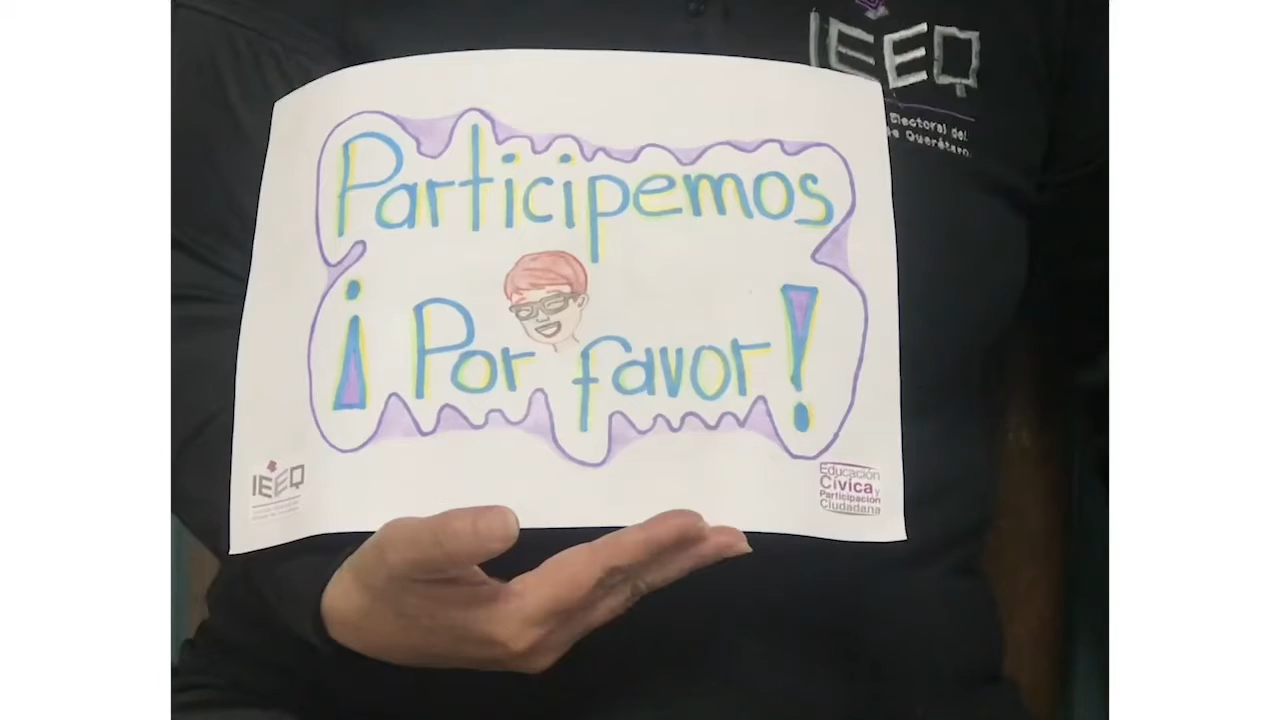 IEEQ
Electoral del
de Querétaro
Participemos
¡Por favor!
IEEQ
Educación
Cívica y
Participación
Ciudadana